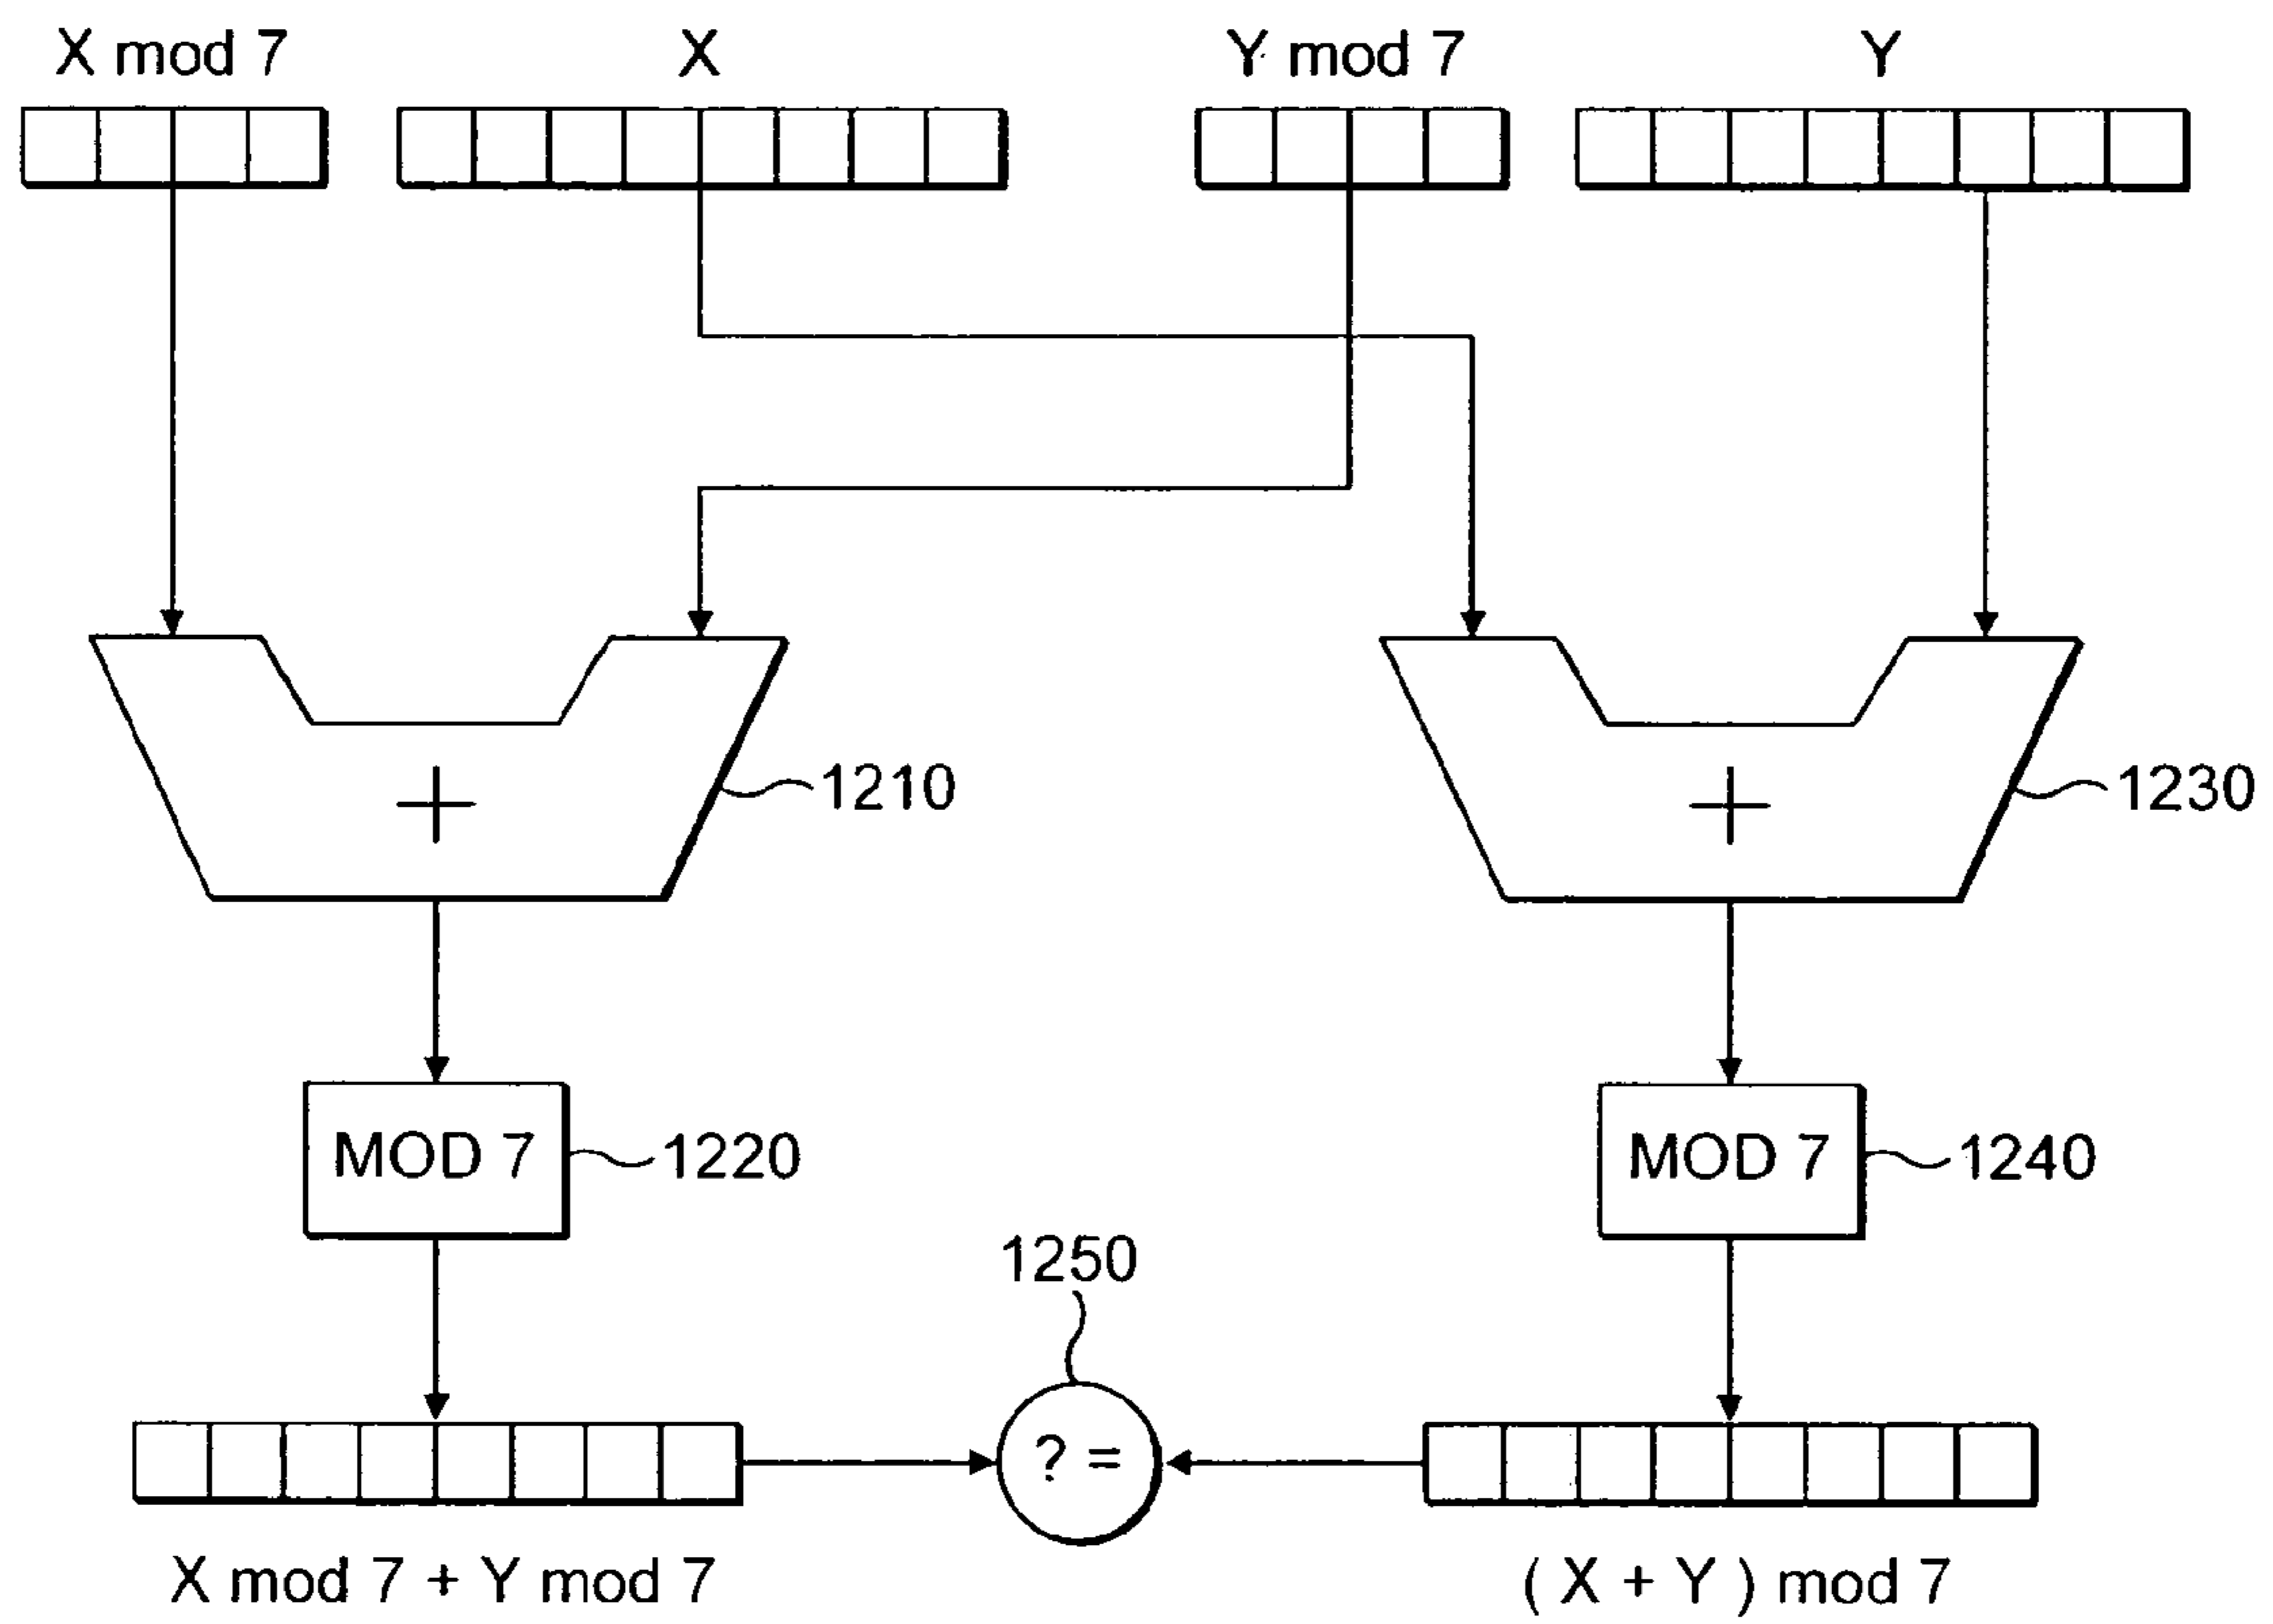 X mod 7
X
Y mod 7
Y
+
1210
+
1230
MOD 7
1220
MOD 7
1240
1250
? =
X mod 7 + Y mod 7
( X + Y ) mod 7